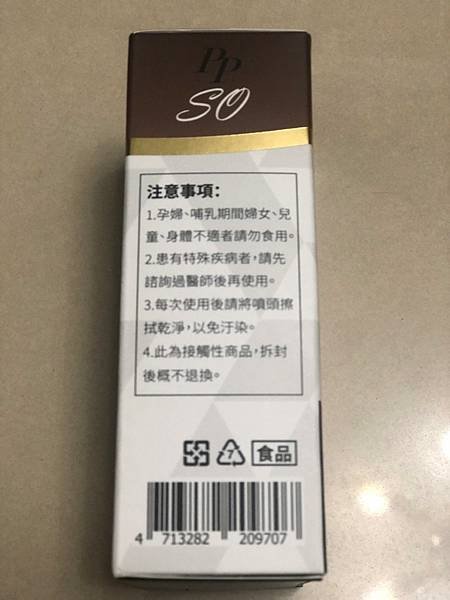 PP
SO
注意事項：
1.孕婦、哺乳期間婦女、兒
童、身體不適者請勿食用。
2.患有特殊疾病者，請先
諮詢過醫師後再使用。
3.每次使用後請將噴頭擦
拭乾淨，以免汙染。
4.此為接觸性商品，拆封
後概不退換。
7 食品
4 713282 209707